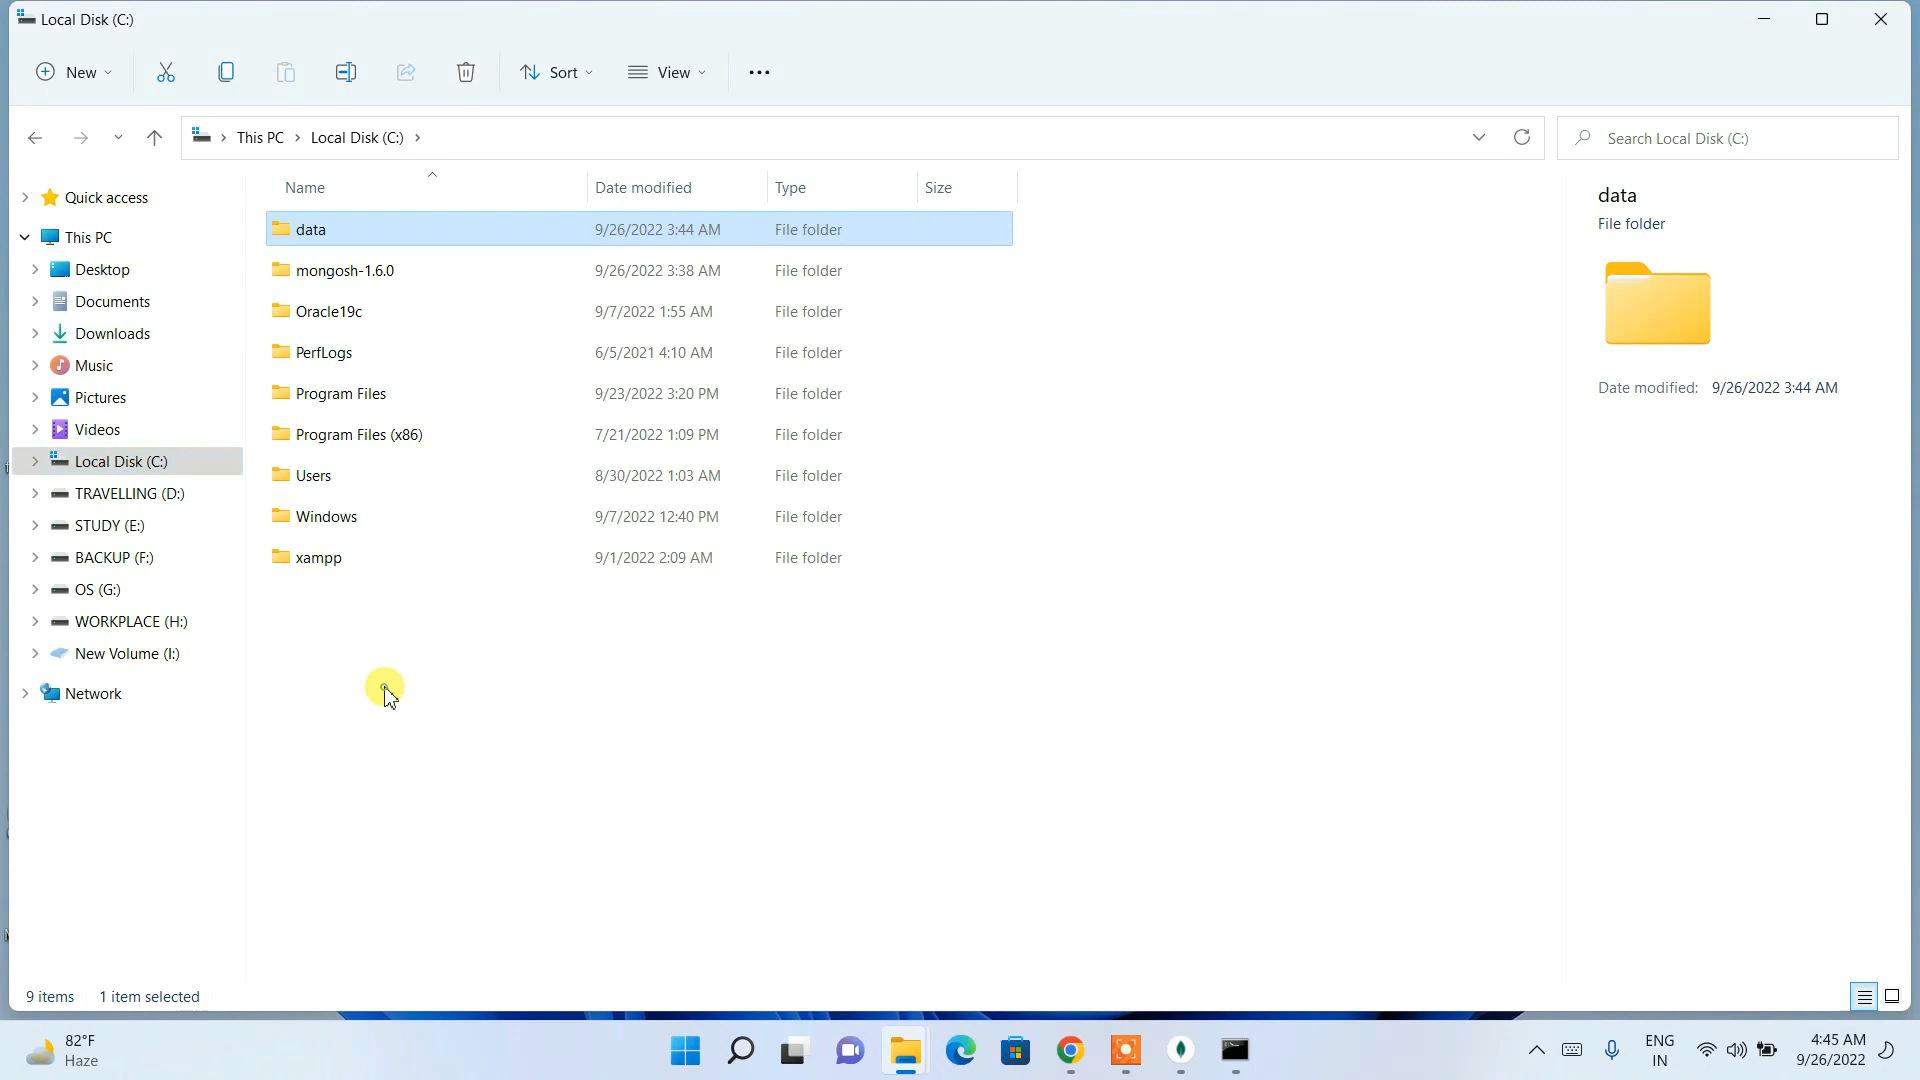 Local Disk (C:)
New
Sort
View
This PC
Local Disk (C:)
Search Local Disk (C:)
Quick access
This PC
Desktop
Documents
Downloads
Music
Pictures
Videos
Local Disk (C:)
TRAVELLING (D:)
STUDY (E:)
BACKUP (F:)
OS (G:)
WORKPLACE (H:)
New Volume (I:)
Network
Name Date modified Type Size
data 9/26/2022 3:44 AM File folder
mongosh-1.6.0 9/26/2022 3:38 AM File folder
Oracle19c 9/7/2022 1:55 AM File folder
PerfLogs 6/5/2021 4:10 AM File folder
Program Files 9/23/2022 3:20 PM File folder
Program Files (x86) 7/21/2022 1:09 PM File folder
Users 8/30/2022 1:03 AM File folder
Windows 9/7/2022 12:40 PM File folder
xampp 9/1/2022 2:09 AM File folder
data
File folder
Date modified: 9/26/2022 3:44 AM
9 items 1 item selected
82°F
Haze
ENG
IN
4:45 AM
9/26/2022